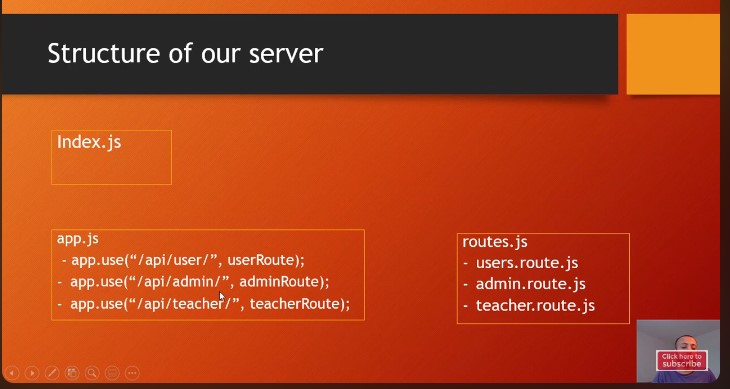 Structure of our server
Index.js
app.js
- app.use(“/api/user/”, userRoute);
- app.use(“/api/admin/”, adminRoute);
- app.use(“/api/teacher/”, teacherRoute);
routes.js
- users.route.js
- admin.route.js
- teacher.route.js
Click here to
subscribe